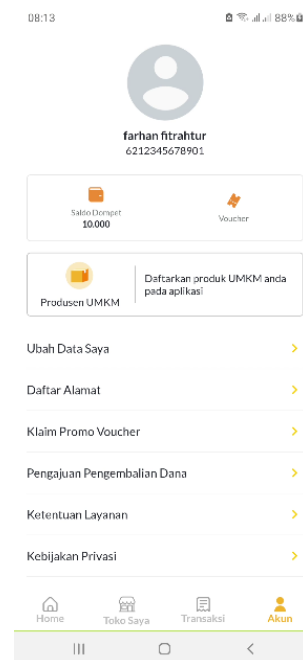 08:13
88%
farhan fitrahtur
6212345678901
Saldo Dompet
10.000
Voucher
Produsen UMKM
Daftarkan produk UMKM anda
pada aplikasi
Ubah Data Saya
Daftar Alamat
Klaim Promo Voucher
Pengajuan Pengembalian Dana
Ketentuan Layanan
Kebijakan Privasi
Home
Toko Saya
Transaksi
Akun